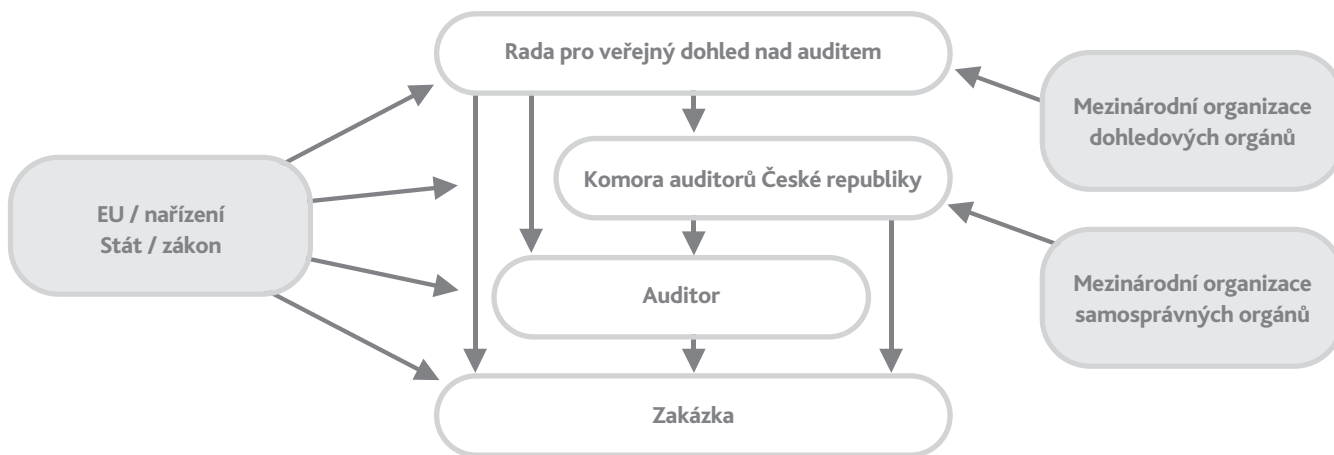 Rada pro veřejný dohled nad auditem
Mezinárodní organizace
dohledových orgánů
Komora auditorů České republiky
EU / nařízení
Stát / zákon
Auditor
Mezinárodní organizace
samosprávných orgánů
Zakázka